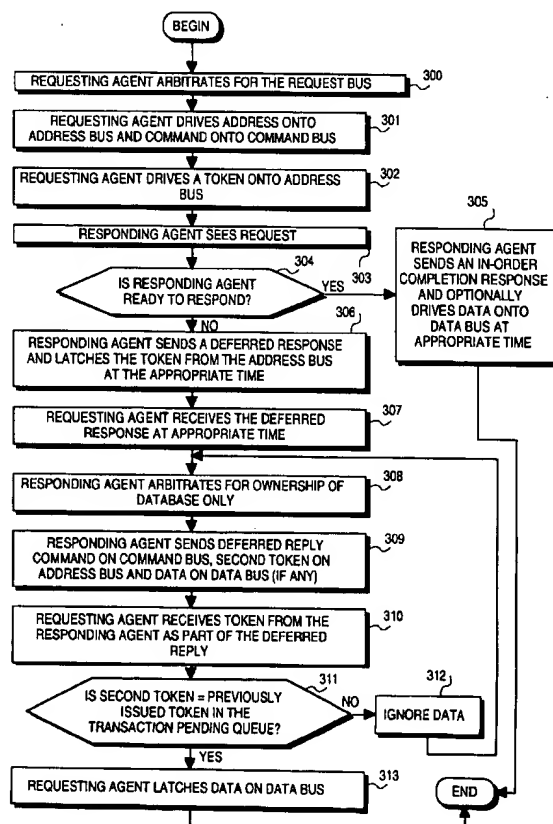 BEGIN
REQUESTING AGENT ARBITRATES FOR THE REQUEST BUS
300
REQUESTING AGENT DRIVES ADDRESS ONTO
ADDRESS BUS AND COMMAND ONTO COMMAND BUS
301
REQUESTING AGENT DRIVES A TOKEN ONTO ADDRESS
BUS
302
RESPONDING AGENT SEES REQUEST
303
304
IS RESPONDING AGENT
READY TO RESPOND?
YES
NO
305
RESPONDING AGENT
SENDS AN IN-ORDER
COMPLETION RESPONSE
AND OPTIONALLY
DRIVES DATA ONTO
DATA BUS AT
APPROPRIATE TIME
306
RESPONDING AGENT SENDS A DEFERRED RESPONSE
AND LATCHES THE TOKEN FROM THE ADDRESS BUS
AT THE APPROPRIATE TIME
REQUESTING AGENT RECEIVES THE DEFERRED
RESPONSE AT APPROPRIATE TIME
307
RESPONDING AGENT ARBITRATES FOR OWNERSHIP OF
DATABASE ONLY
308
RESPONDING AGENT SENDS DEFERRED REPLY
COMMAND ON COMMAND BUS, SECOND TOKEN ON
ADDRESS BUS AND DATA ON DATA BUS (IF ANY)
309
REQUESTING AGENT RECEIVES TOKEN FROM THE
RESPONDING AGENT AS PART OF THE DEFERRED
REPLY
310
311
IS SECOND TOKEN = PREVIOUSLY
ISSUED TOKEN IN THE
TRANSACTION PENDING QUEUE?
NO
312
IGNORE DATA
YES
REQUESTING AGENT LATCHES DATA ON DATA BUS
313
END